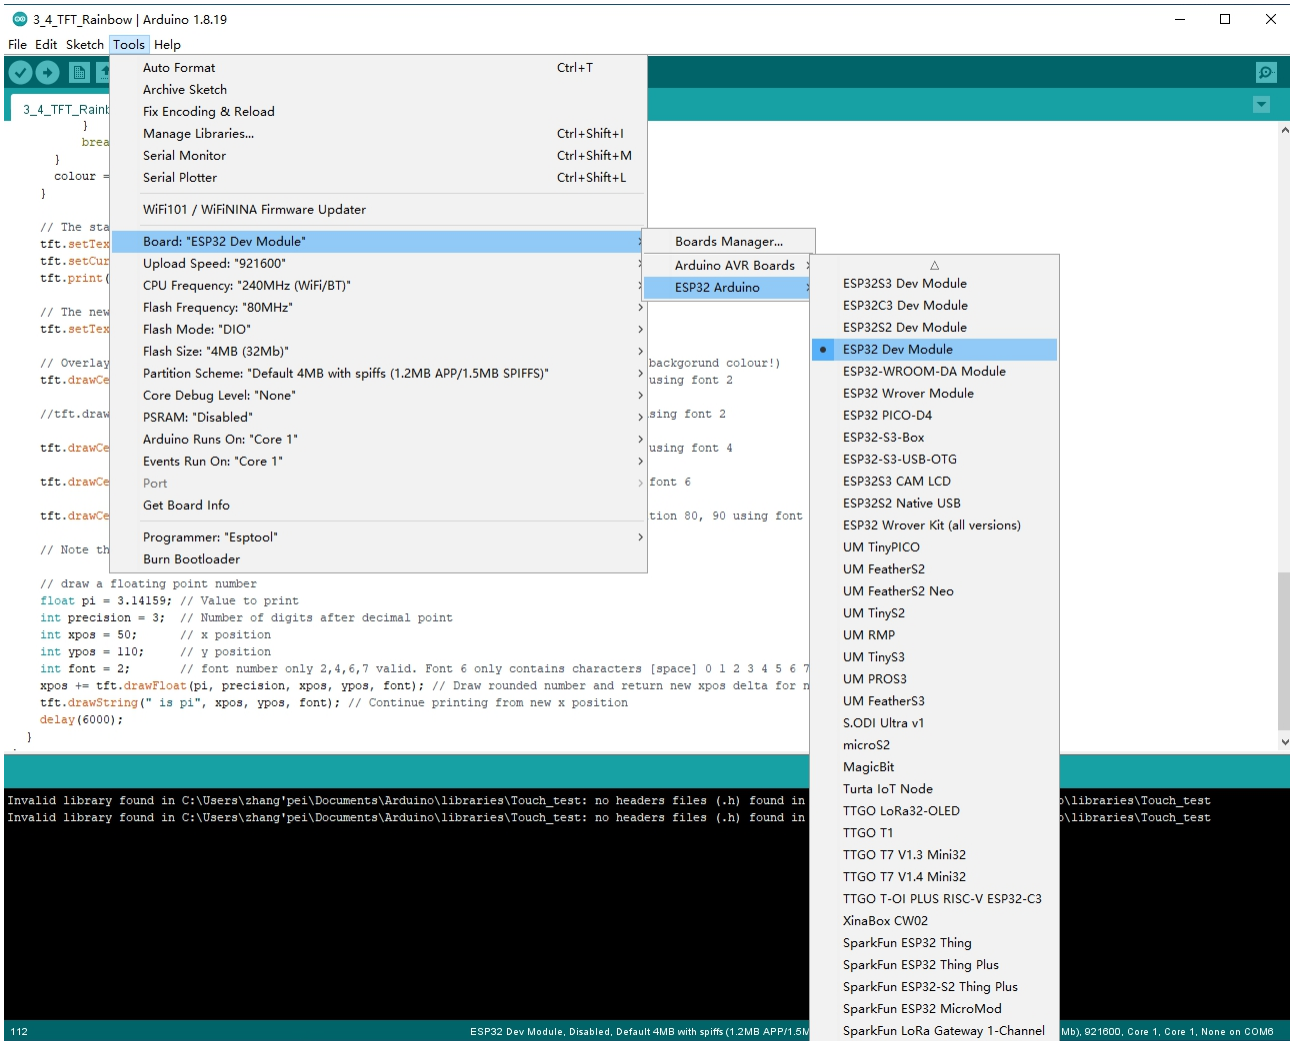 3_4_TFT_Rainbow | Arduino 1.8.19
File Edit Sketch Tools Help
3_4_TFT_Rainb
Auto Format Ctrl+T
Archive Sketch
Fix Encoding & Reload
Manage Libraries... Ctrl+Shift+I
Serial Monitor Ctrl+Shift+M
Serial Plotter Ctrl+Shift+L
WiFi101 / WiFiNINA Firmware Updater
Board: "ESP32 Dev Module"
Upload Speed: "921600"
CPU Frequency: "240MHz (WiFi/BT)"
Flash Frequency: "80MHz"
Flash Mode: "DIO"
Flash Size: "4MB (32Mb)"
Partition Scheme: "Default 4MB with spiffs (1.2MB APP/1.5MB SPIFFS)"
Core Debug Level: "None"
PSRAM: "Disabled"
Arduino Runs On: "Core 1"
Events Run On: "Core 1"
Port
Get Board Info
Programmer: "Esptool"
Burn Bootloader
Boards Manager...
Arduino AVR Boards
ESP32 Arduino
ESP32S3 Dev Module
ESP32C3 Dev Module
ESP32S2 Dev Module
ESP32 Dev Module
ESP32-WROOM-DA Module
ESP32 Wrover Module
ESP32 PICO-D4
ESP32-S3-Box
ESP32-S3-USB-OTG
ESP32S3 CAM LCD
ESP32S2 Native USB
ESP32 Wrover Kit (all versions)
UM TinyPICO
UM FeatherS2
UM FeatherS2 Neo
UM TinyS2
UM RMP
UM TinyS3
UM PROS3
UM FeatherS3
S.ODI Ultra v1
microS2
MagicBit
Turta IoT Node
TTGO LoRa32-OLED
TTGO T1
TTGO T7 V1.3 Mini32
TTGO T7 V1.4 Mini32
TTGO T-OI PLUS RISC-V ESP32-C3
XinaBox CW02
SparkFun ESP32 Thing
SparkFun ESP32 Thing Plus
SparkFun ESP32-S2 Thing Plus
SparkFun ESP32 MicroMod
SparkFun LoRa Gateway 1-Channel
}
brea
}
colour =
}
// The sta
tft.setTex
tft.setCur
tft.print(
// The new
tft.setTex
// Overlay backgorund colour!)
tft.drawCe using font 2
//tft.draw sing font 2
tft.drawCe using font 4
tft.drawCe font 6
tft.drawCe tion 80, 90 using font
// Note th
// draw a floating point number
float pi = 3.14159; // Value to print
int precision = 3; // Number of digits after decimal point
int xpos = 50; // x position
int ypos = 110; // y position
int font = 2; // font number only 2,4,6,7 valid. Font 6 only contains characters [space] 0 1 2 3 4 5 6 7
xpos += tft.drawFloat(pi, precision, xpos, ypos, font); // Draw rounded number and return new xpos delta for n
tft.drawString(" is pi", xpos, ypos, font); // Continue printing from new x position
delay(6000);
}
Invalid library found in C:\Users\zhang'pei\Documents\Arduino\libraries\Touch_test: no headers files (.h) found in o\libraries\Touch_test
Invalid library found in C:\Users\zhang'pei\Documents\Arduino\libraries\Touch_test: no headers files (.h) found in o\libraries\Touch_test
112 ESP32 Dev Module, Disabled, Default 4MB with spiffs (1.2MB APP/1.5M Mb), 921600, Core 1, Core 1, None on COM6